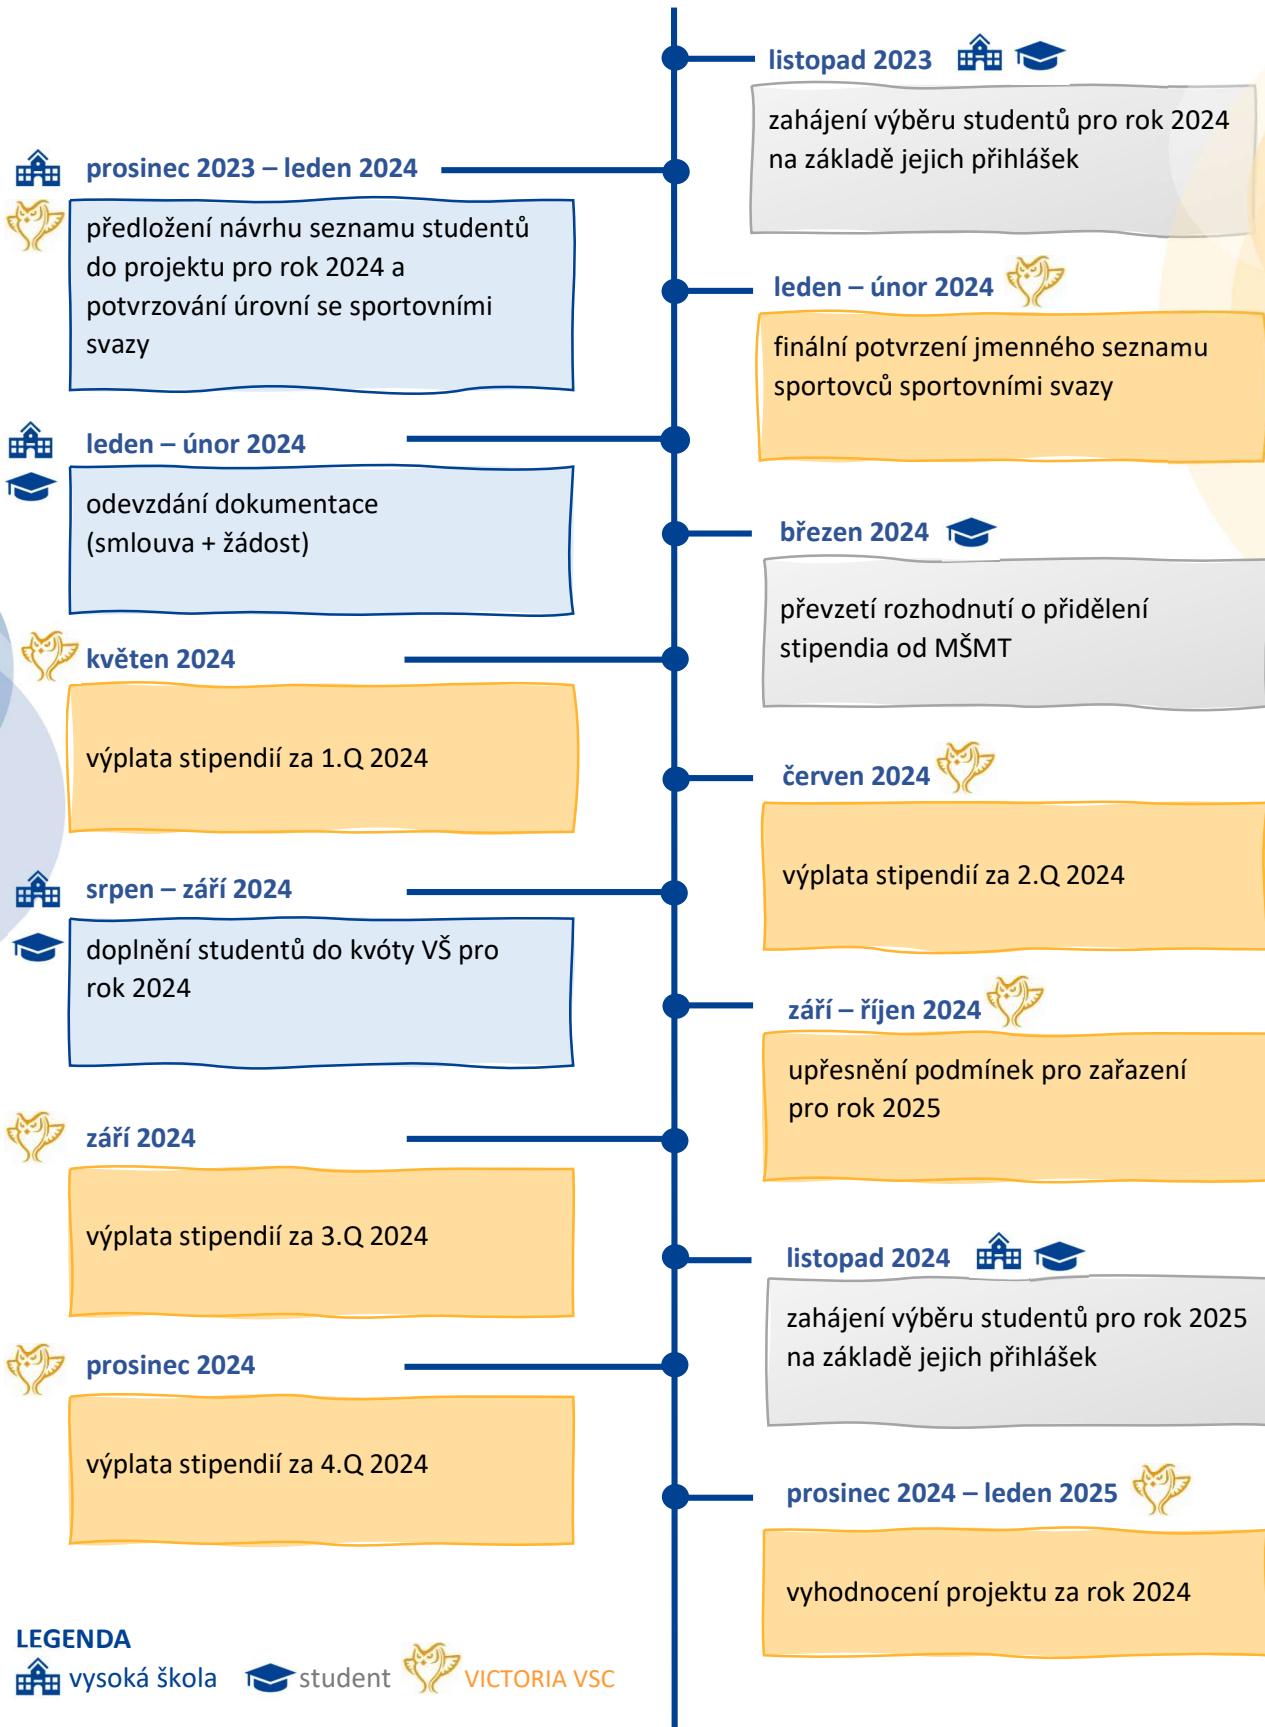 listopad 2023
zahájení výběru studentů pro rok 2024
na základě jejich přihlášek
prosinec 2023 – leden 2024
předložení návrhu seznamu studentů
do projektu pro rok 2024 a
potvrzování úrovní se sportovními
svazy
leden – únor 2024
finální potvrzení jmenného seznamu
sportovců sportovními svazy
leden – únor 2024
odevzdání dokumentace
(smlouva + žádost)
březen 2024
převzetí rozhodnutí o přidělení
stipendia od MŠMT
květen 2024
výplata stipendií za 1.Q 2024
červen 2024
výplata stipendií za 2.Q 2024
srpen – září 2024
doplnění studentů do kvóty VŠ pro
rok 2024
září – říjen 2024
upřesnění podmínek pro zařazení
pro rok 2025
září 2024
výplata stipendií za 3.Q 2024
listopad 2024
zahájení výběru studentů pro rok 2025
na základě jejich přihlášek
prosinec 2024
výplata stipendií za 4.Q 2024
prosinec 2024 – leden 2025
vyhodnocení projektu za rok 2024
LEGENDA
vysoká škola student VICTORIA VSC